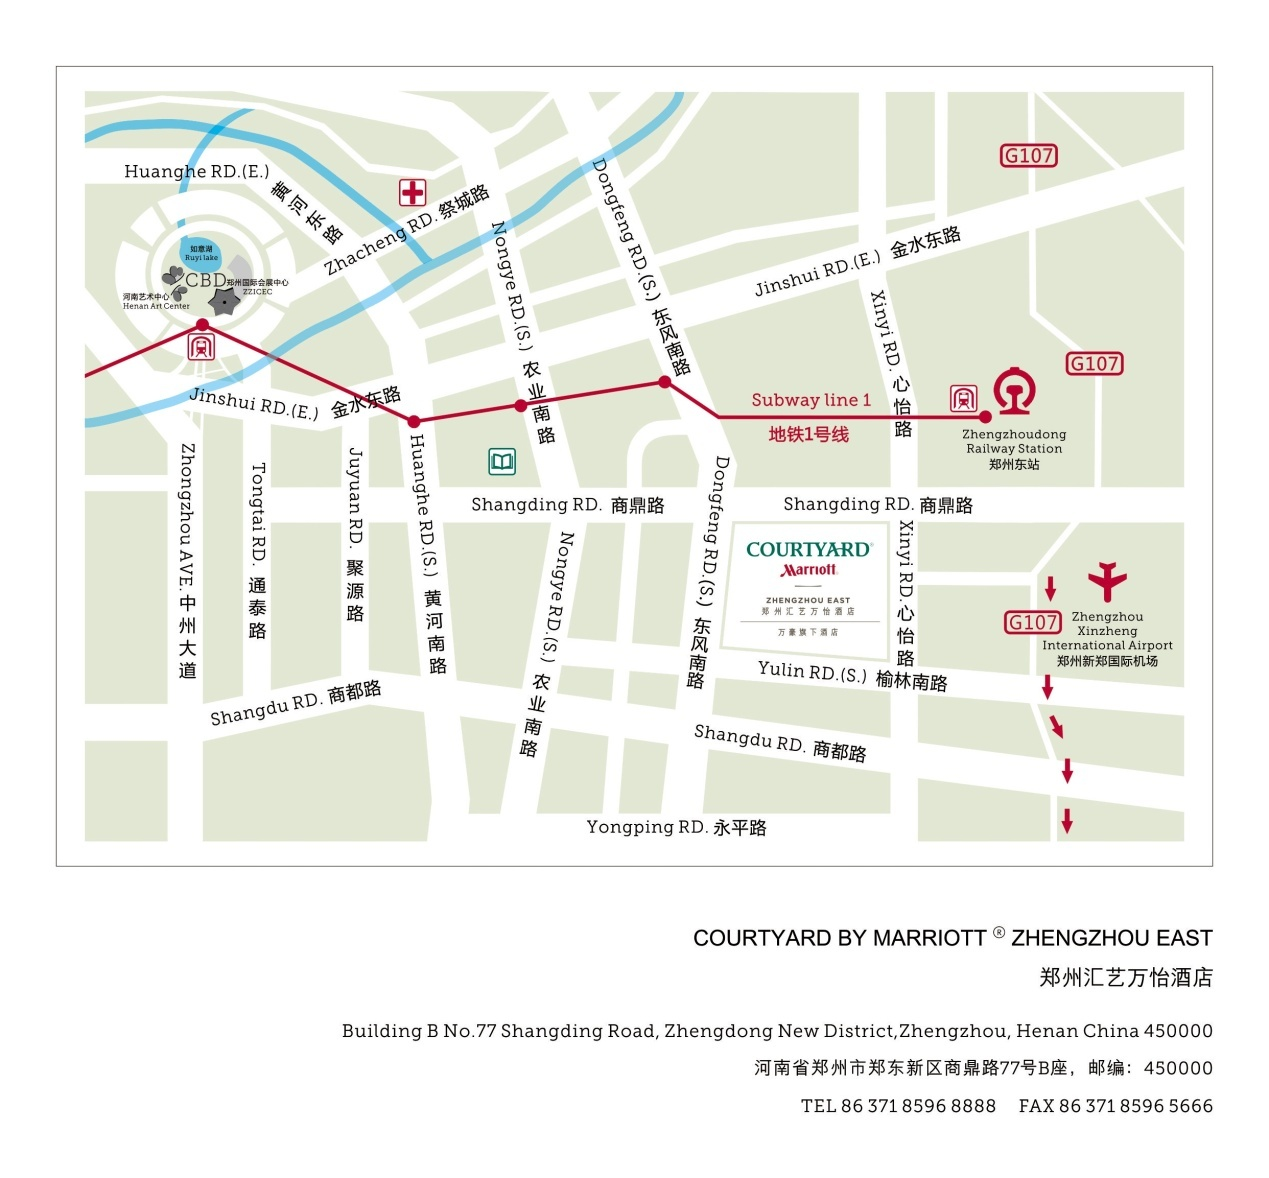 G107
Huanghe RD.(E.)
黄河东路
Zhacheng RD. 祭城路
Dongfeng RD.(S.) 东风南路
Nongye RD.(S.) 农业南路
如意湖
Ruyi lake
CBD
郑州国际会展中心
ZZICEC
河南艺术中心
Henan Art Center
Jinshui RD.(E.) 金水东路
Xinyi RD. 心怡路
G107
Jinshui RD.(E.) 金水东路
Subway line 1
地铁1号线
Zhengzhoudong
Railway Station
郑州东站
Zhongzhou AVE. 中州大道
Tongtai RD. 通泰路
Juyuan RD. 聚源路
Huanghe RD.(S.) 黄河南路
Shangding RD. 商鼎路
Shangding RD. 商鼎路
Nongye RD.(S.) 农业南路
Dongfeng RD.(S.) 东风南路
COURTYARD®
Marriott.
ZHENGZHOU EAST
郑州汇艺万怡酒店
万豪旗下酒店
Xinyi RD. 心怡路
G107
Zhengzhou
Xinzheng
International Airport
郑州新郑国际机场
Yulin RD.(S.) 榆林南路
Shangdu RD. 商都路
Shangdu RD. 商都路
Yongping RD. 永平路
COURTYARD BY MARRIOTT ® ZHENGZHOU EAST
郑州汇艺万怡酒店
Building B No.77 Shangding Road, Zhengdong New District,Zhengzhou, Henan China 450000
河南省郑州市郑东新区商鼎路77号B座，邮编：450000
TEL 86 371 8596 8888 FAX 86 371 8596 5666